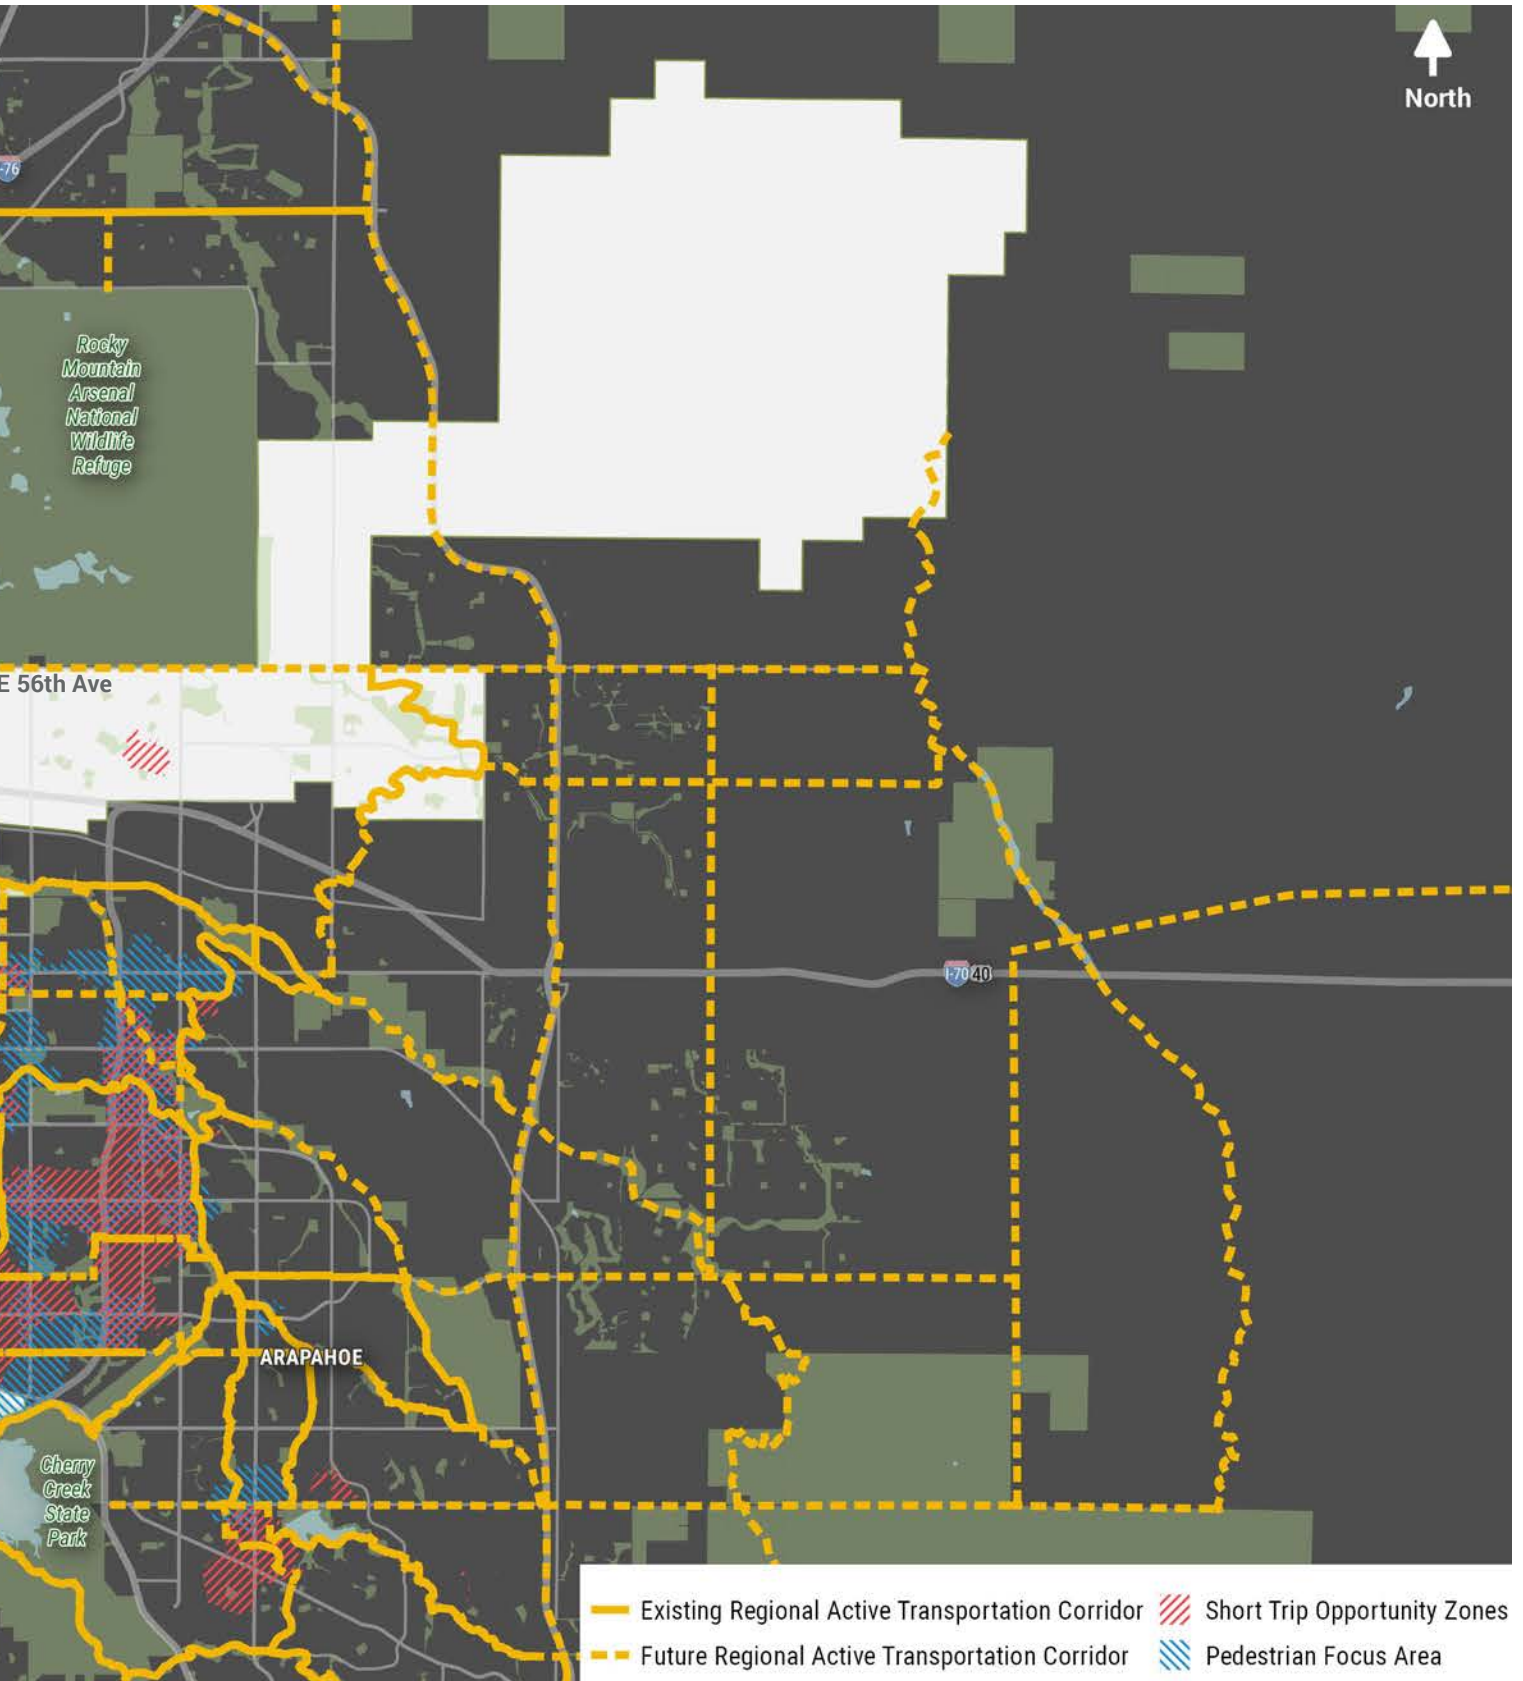 North
-76
Rocky
Mountain
Arsenal
National
Wildlife
Refuge
E 56th Ave
I-70 40
ARAPAHOE
Cherry
Creek
State
Park
Existing Regional Active Transportation Corridor
Future Regional Active Transportation Corridor
Short Trip Opportunity Zones
Pedestrian Focus Area